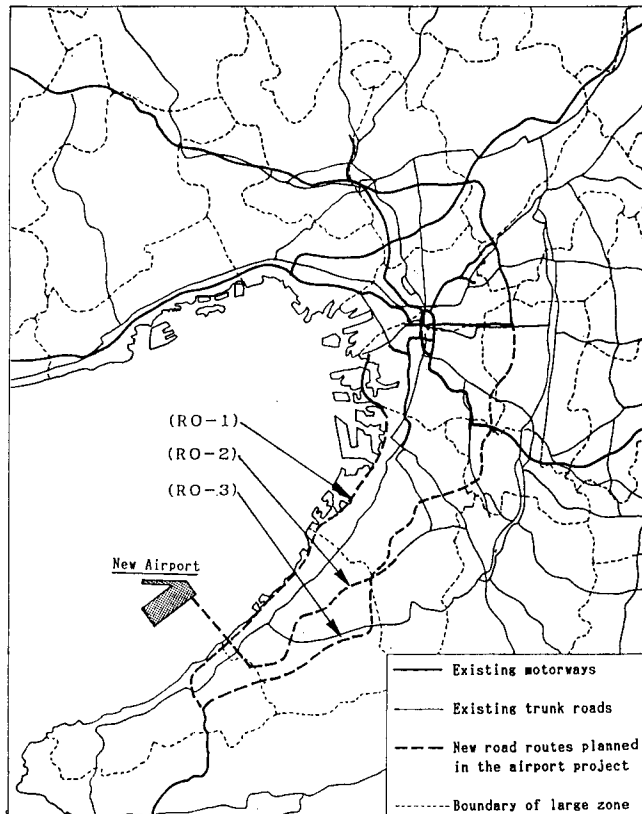 (RO-1)
(RO-2)
(RO-3)
New Airport
Existing motorways
Existing trunk roads
New road routes planned
in the airport project
Boundary of large zone